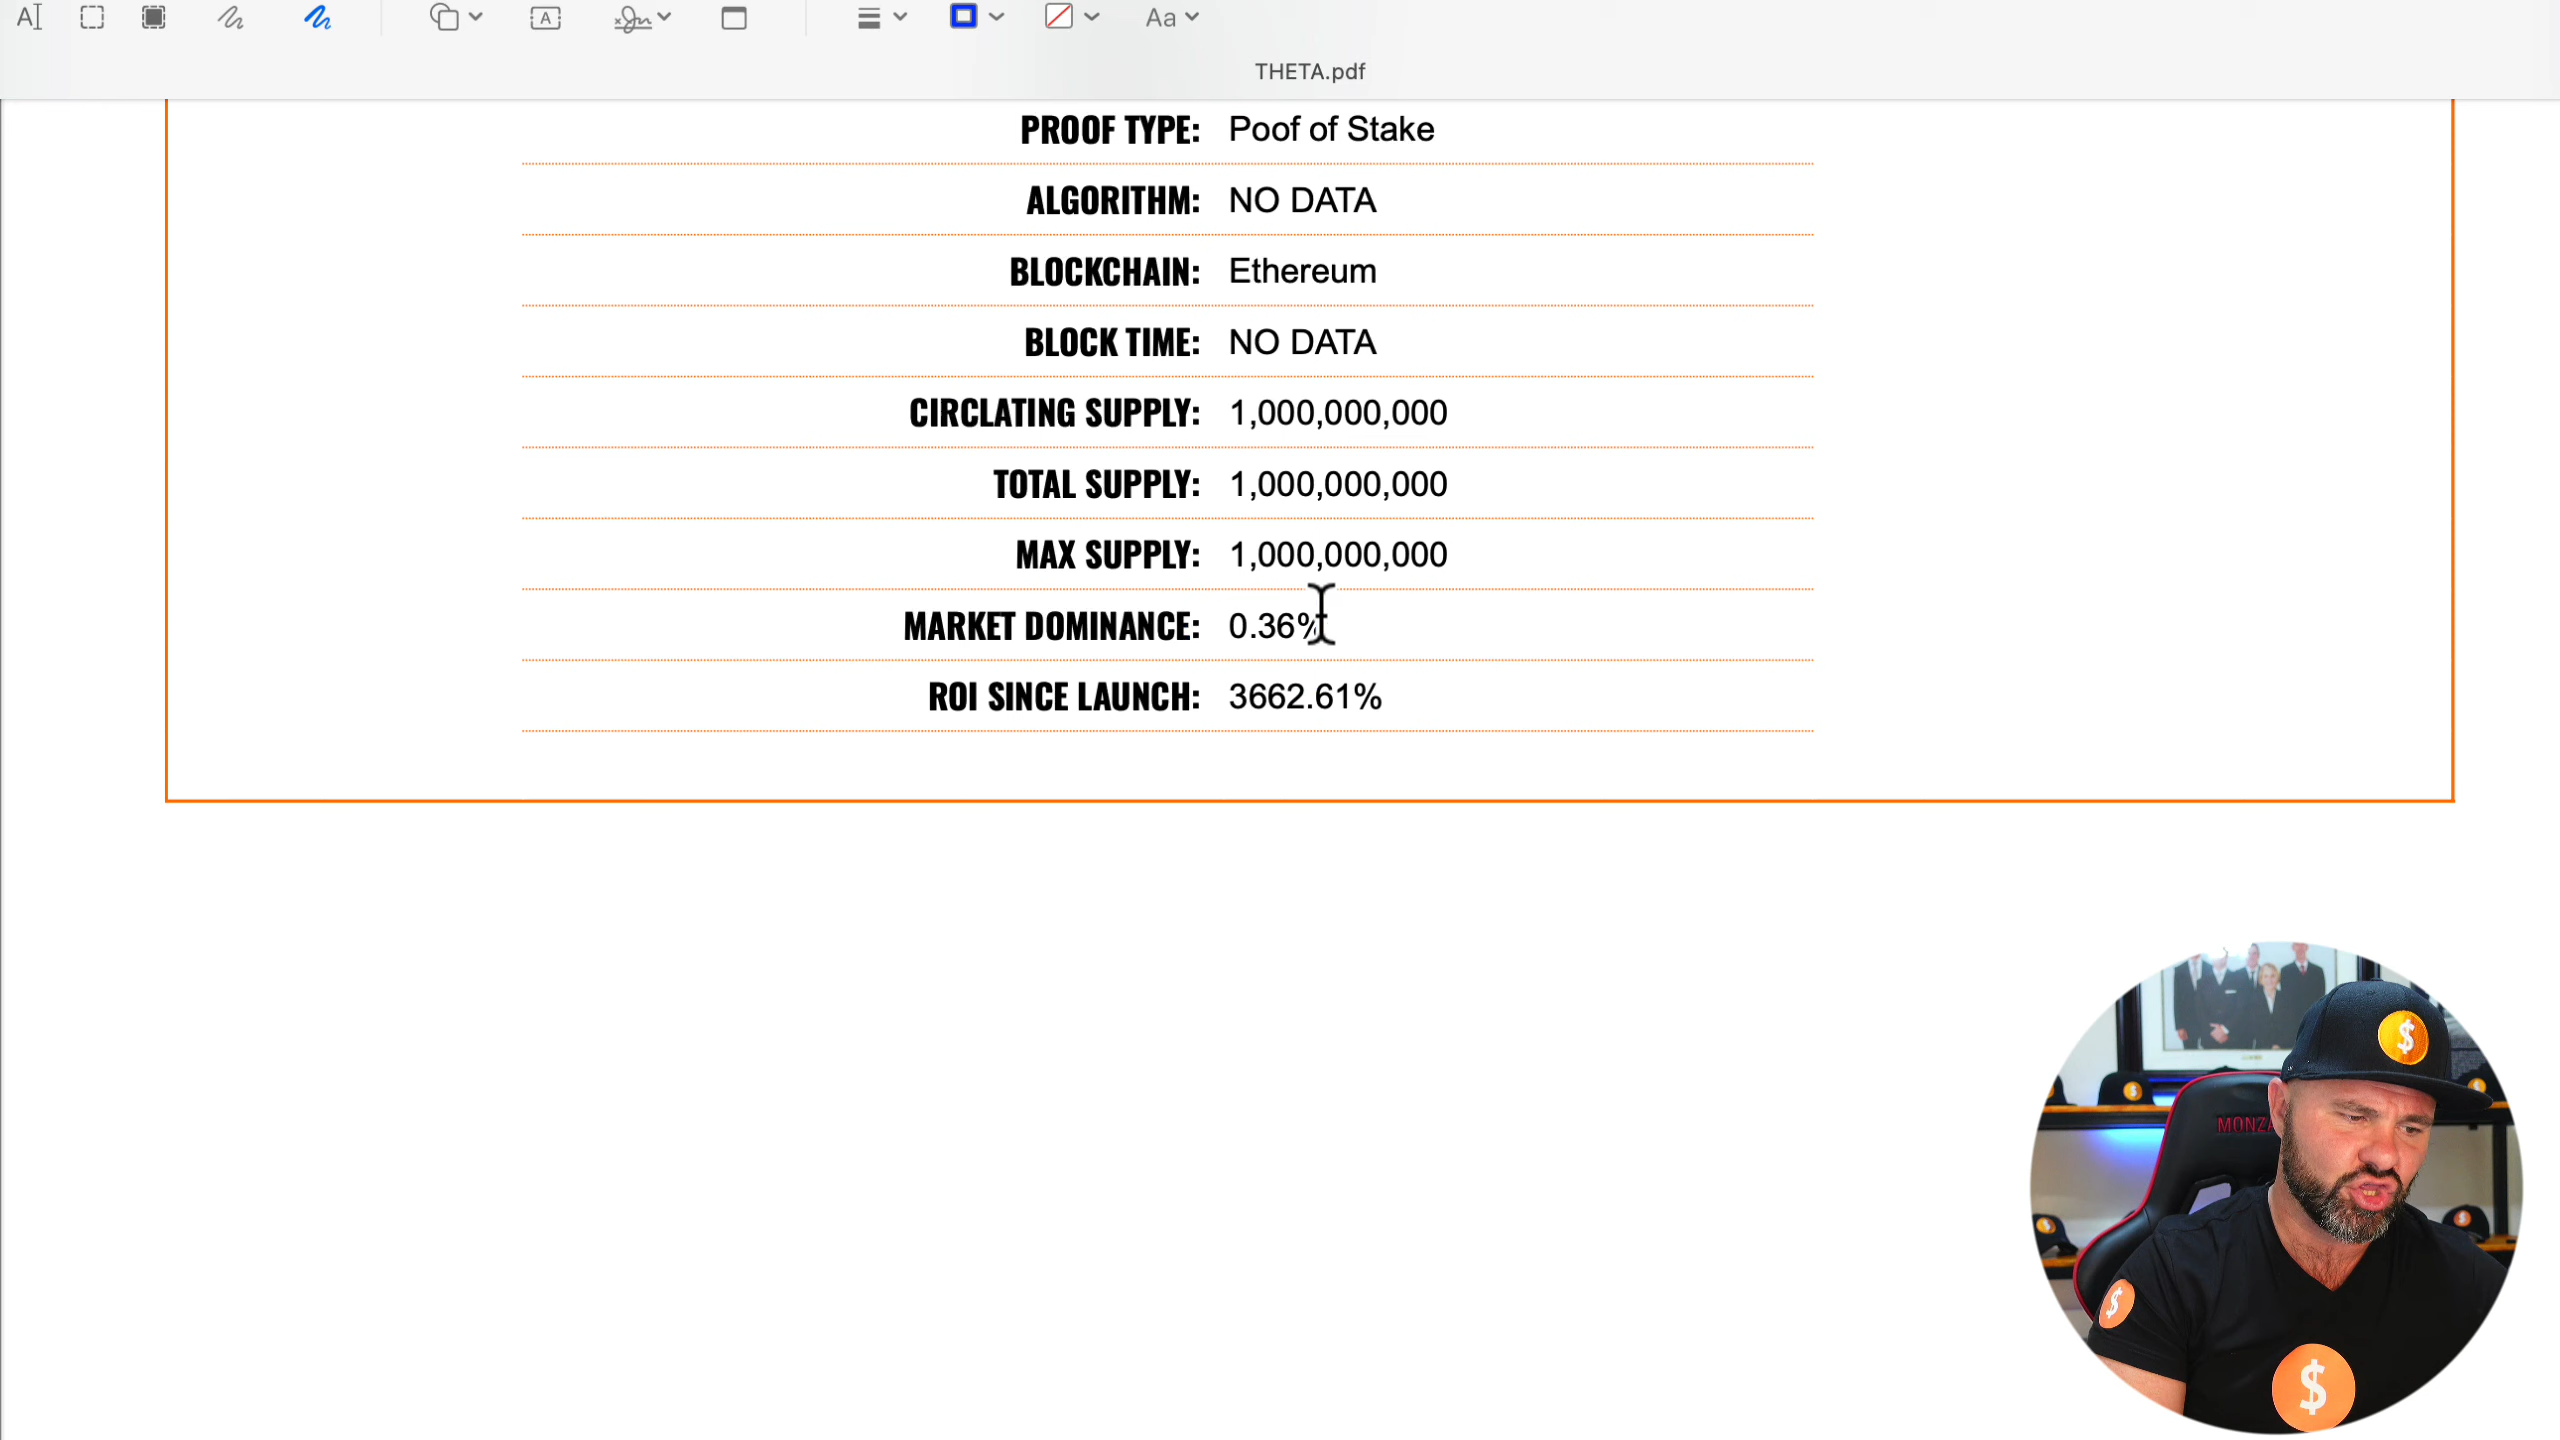 Aa
THETA.pdf
PROOF TYPE: Poof of Stake
ALGORITHM: NO DATA
BLOCKCHAIN: Ethereum
BLOCK TIME: NO DATA
CIRCLATING SUPPLY: 1,000,000,000
TOTAL SUPPLY: 1,000,000,000
MAX SUPPLY: 1,000,000,000
MARKET DOMINANCE: 0.36%
ROI SINCE LAUNCH: 3662.61%
$
MONZA
$
$